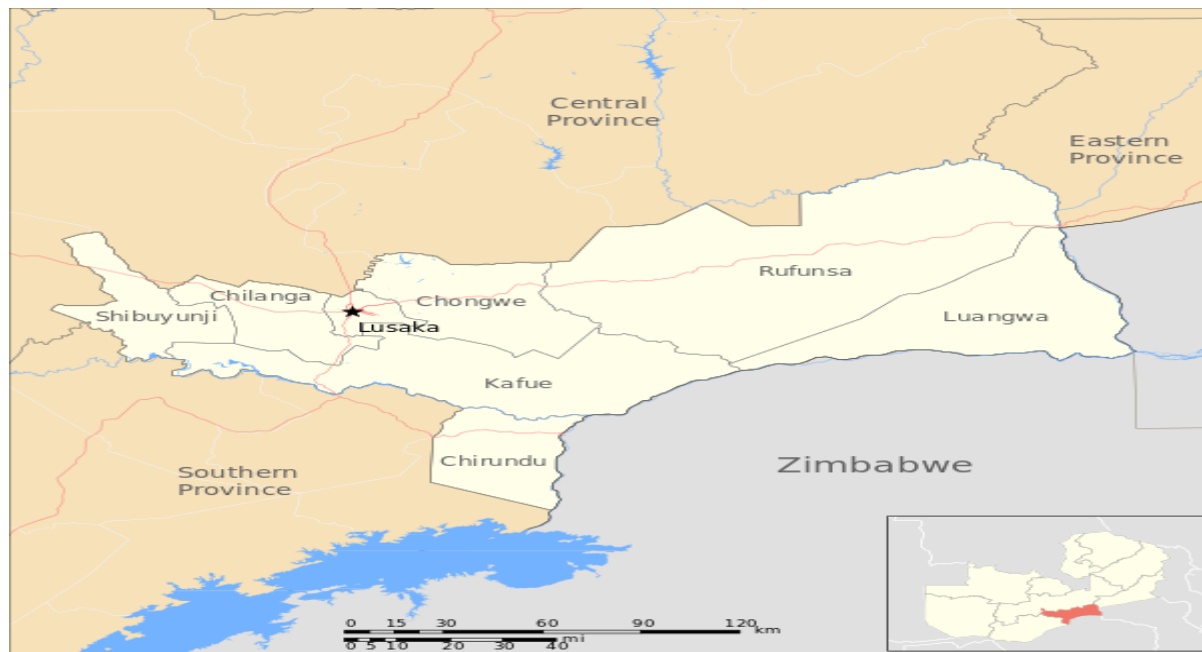 Central
Province
Eastern
Province
Rufunsa
Chilanga
Chongwe
Shibuyunji
Luangwa
Lusaka
Kafue
Chirundu
Zimbabwe
Southern
Province
0 15 30 60 90 120
km
0 5 10 20 30 40 mi